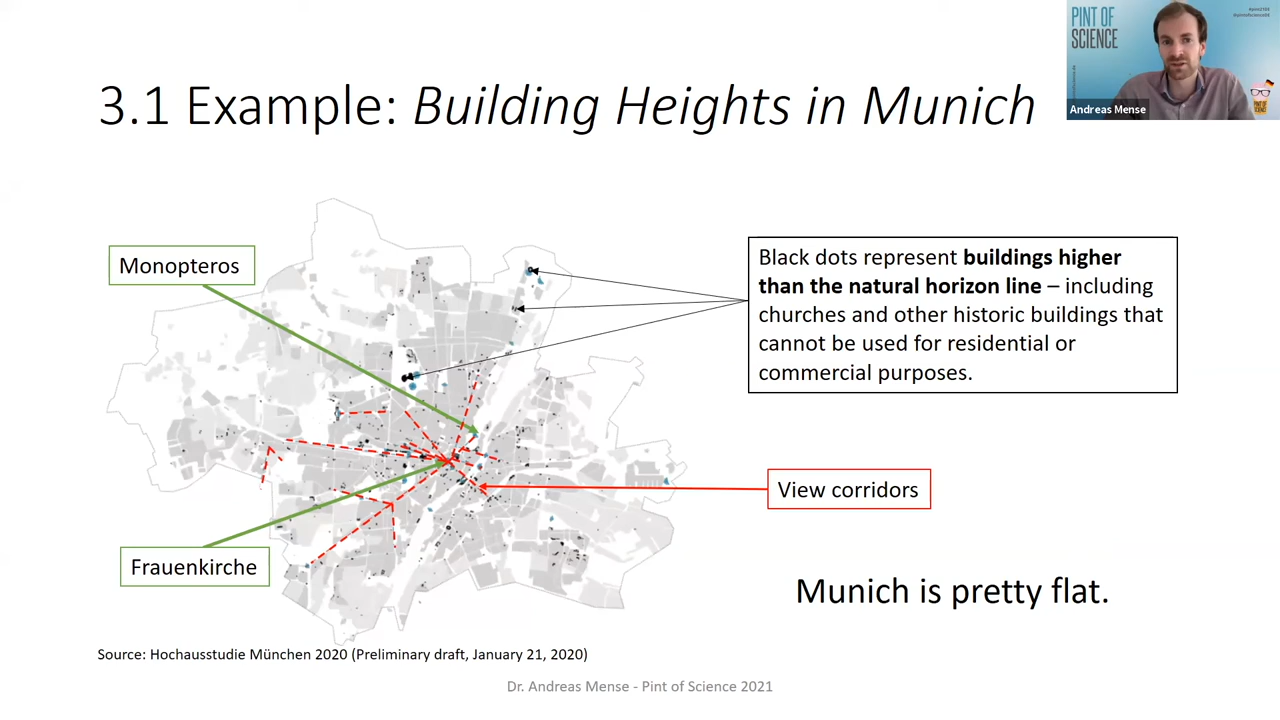 PINT OF
SCIENCE
#pint21DE
@pintofscienceDE
Andreas Mense
3.1 Example: Building Heights in Munich
Monopteros
Black dots represent buildings higher
than the natural horizon line – including
churches and other historic buildings that
cannot be used for residential or
commercial purposes.
View corridors
Frauenkirche
Munich is pretty flat.
Source: Hochausstudie München 2020 (Preliminary draft, January 21, 2020)
Dr. Andreas Mense - Pint of Science 2021